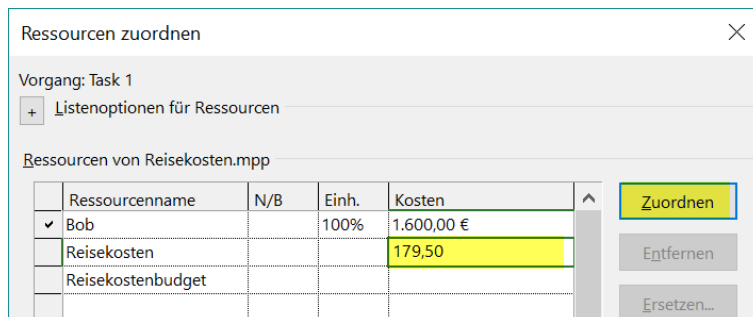 Ressourcen zuordnen
Vorgang: Task 1
+ Listenoptionen für Ressourcen
Ressourcen von Reisekosten.mpp
Ressourcenname N/B Einh. Kosten
Bob 100% 1.600,00 €
Reisekosten 179,50
Reisekostenbudget
Zuordnen
Entfernen
Ersetzen...